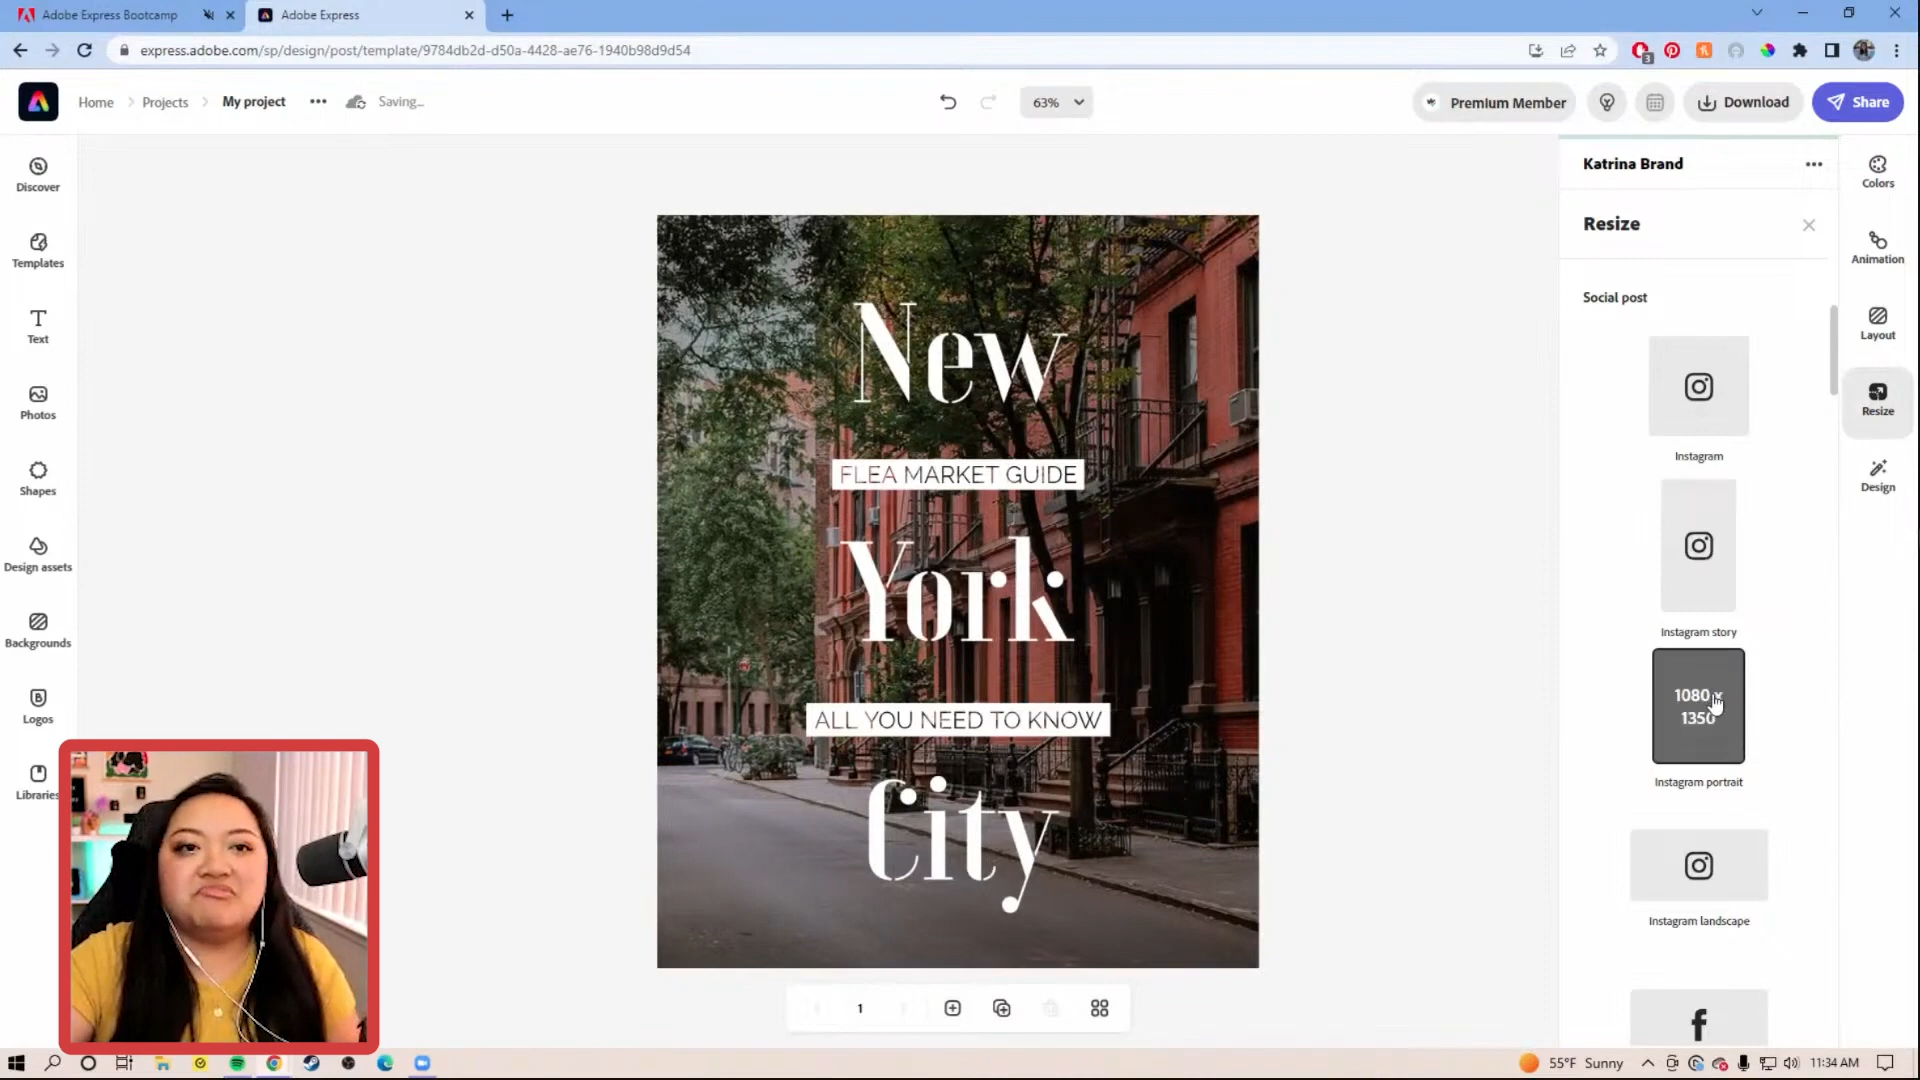 Adobe Express Bootcamp
Adobe Express
express.adobe.com/sp/design/post/template/9784db2d-d50a-4428-ae76-1940b98d9d54
3
Home
Projects
My project
Saving...
63%
Premium Member
Download
Share
Discover
Templates
Text
Photos
Shapes
Design assets
Backgrounds
Logos
Libraries
New
FLEA MARKET GUIDE
York
ALL YOU NEED TO KNOW
City
1
Katrina Brand
Resize
Social post
Instagram
Instagram story
1080 x
1350
Instagram portrait
Instagram landscape
Colors
Animation
Layout
Resize
Design
55°F Sunny
11:34 AM